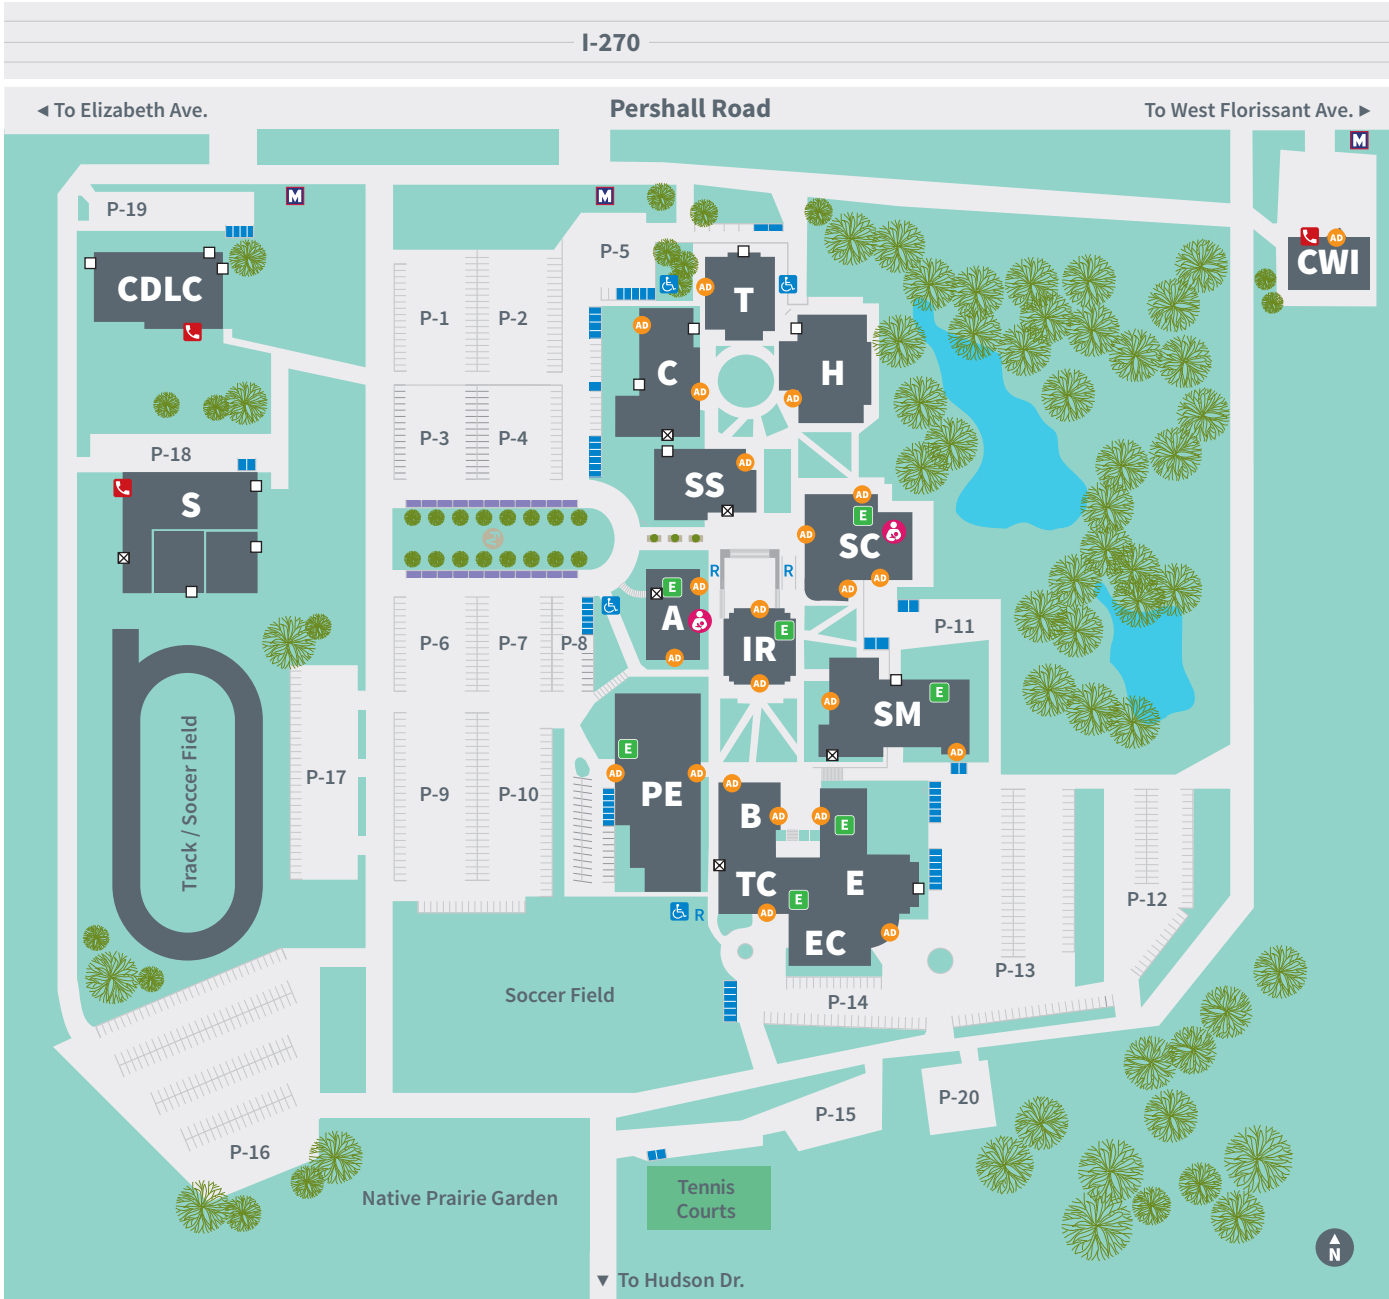 I-270
◄ To Elizabeth Ave.
Pershall Road
To West Florissant Ave. ►
M
M
M
P-19
AD
CWI
P-5
CDLC
AD
T
P-1
P-2
AD
C
H
AD
AD
P-3
P-4
P-18
AD
SS
S
AD
E
AD
SC
R
R
AD
AD
E
AD
A
AD
E
IR
P-11
P-6
P-7
P-8
AD
AD
E
AD
SM
AD
E
Track / Soccer Field
P-17
P-9
P-10
AD
AD
PE
AD
B
AD
AD
E
TC
E
E
AD
R
EC
AD
P-12
P-13
Soccer Field
P-14
P-15
P-20
P-16
Native Prairie Garden
Tennis
Courts
▼ To Hudson Dr.
N